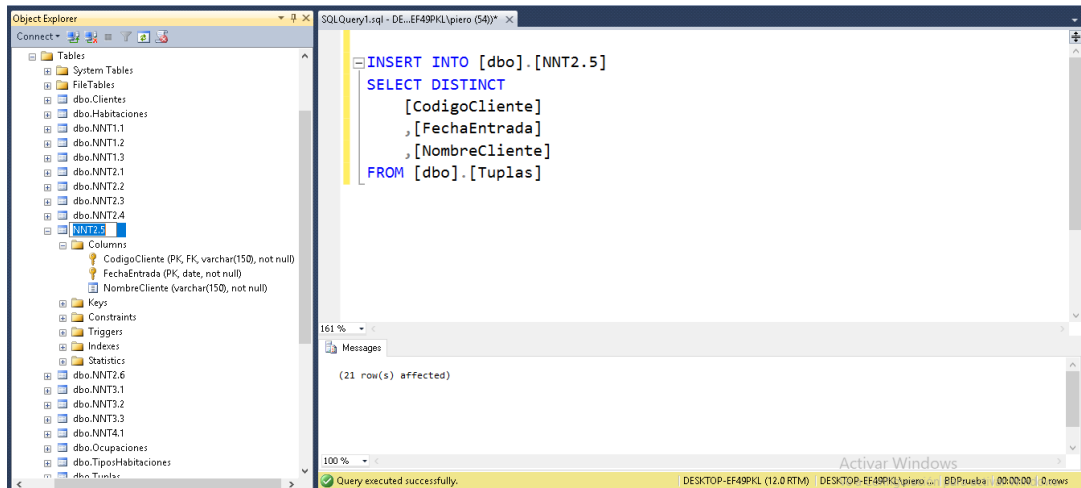 Object Explorer
Connect
Tables
System Tables
FileTables
dbo.Clientes
dbo.Habitaciones
dbo.NNT1.1
dbo.NNT1.2
dbo.NNT1.3
dbo.NNT2.1
dbo.NNT2.2
dbo.NNT2.3
dbo.NNT2.4
NNT2.5
Columns
CodigoCliente (PK, FK, varchar(150), not null)
FechaEntrada (PK, date, not null)
NombreCliente (varchar(150), not null)
Keys
Constraints
Triggers
Indexes
Statistics
dbo.NNT2.6
dbo.NNT3.1
dbo.NNT3.2
dbo.NNT3.3
dbo.NNT4.1
dbo.Ocupaciones
dbo.TiposHabitaciones
dbo.Tuplas
SQLQuery1.sql - DE...EF49PKL\piero (54))*
INSERT INTO [dbo].[NNT2.5]
SELECT DISTINCT
[CodigoCliente]
,[FechaEntrada]
,[NombreCliente]
FROM [dbo].[Tuplas]
161 %
Messages
(21 row(s) affected)
100 %
Activar Windows
Query executed successfully.
DESKTOP-EF49PKL (12.0 RTM)
DESKTOP-EF49PKL\piero ...
BDPrueba
00:00:00
0 rows